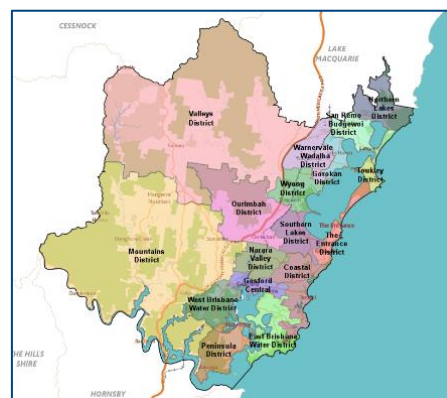 CESSNOCK
LAKE
MACQUARIE
Northern
Lakes
District
San Remo
Budgewoi
District
Valleys
District
Warnervale
Wadalba
District
Gorokan
District
Toukley
District
Wyong
District
Ourimbah
District
Southern
Lakes
District
The Entrance
The
Entrance
District
Mountains
District
Narara
Valley
District
Coastal
District
Gosford
Central
West Brisbane
Water District
East Brisbane
Water District
Peninsula
District
THE HILLS
SHIRE
HORNSBY